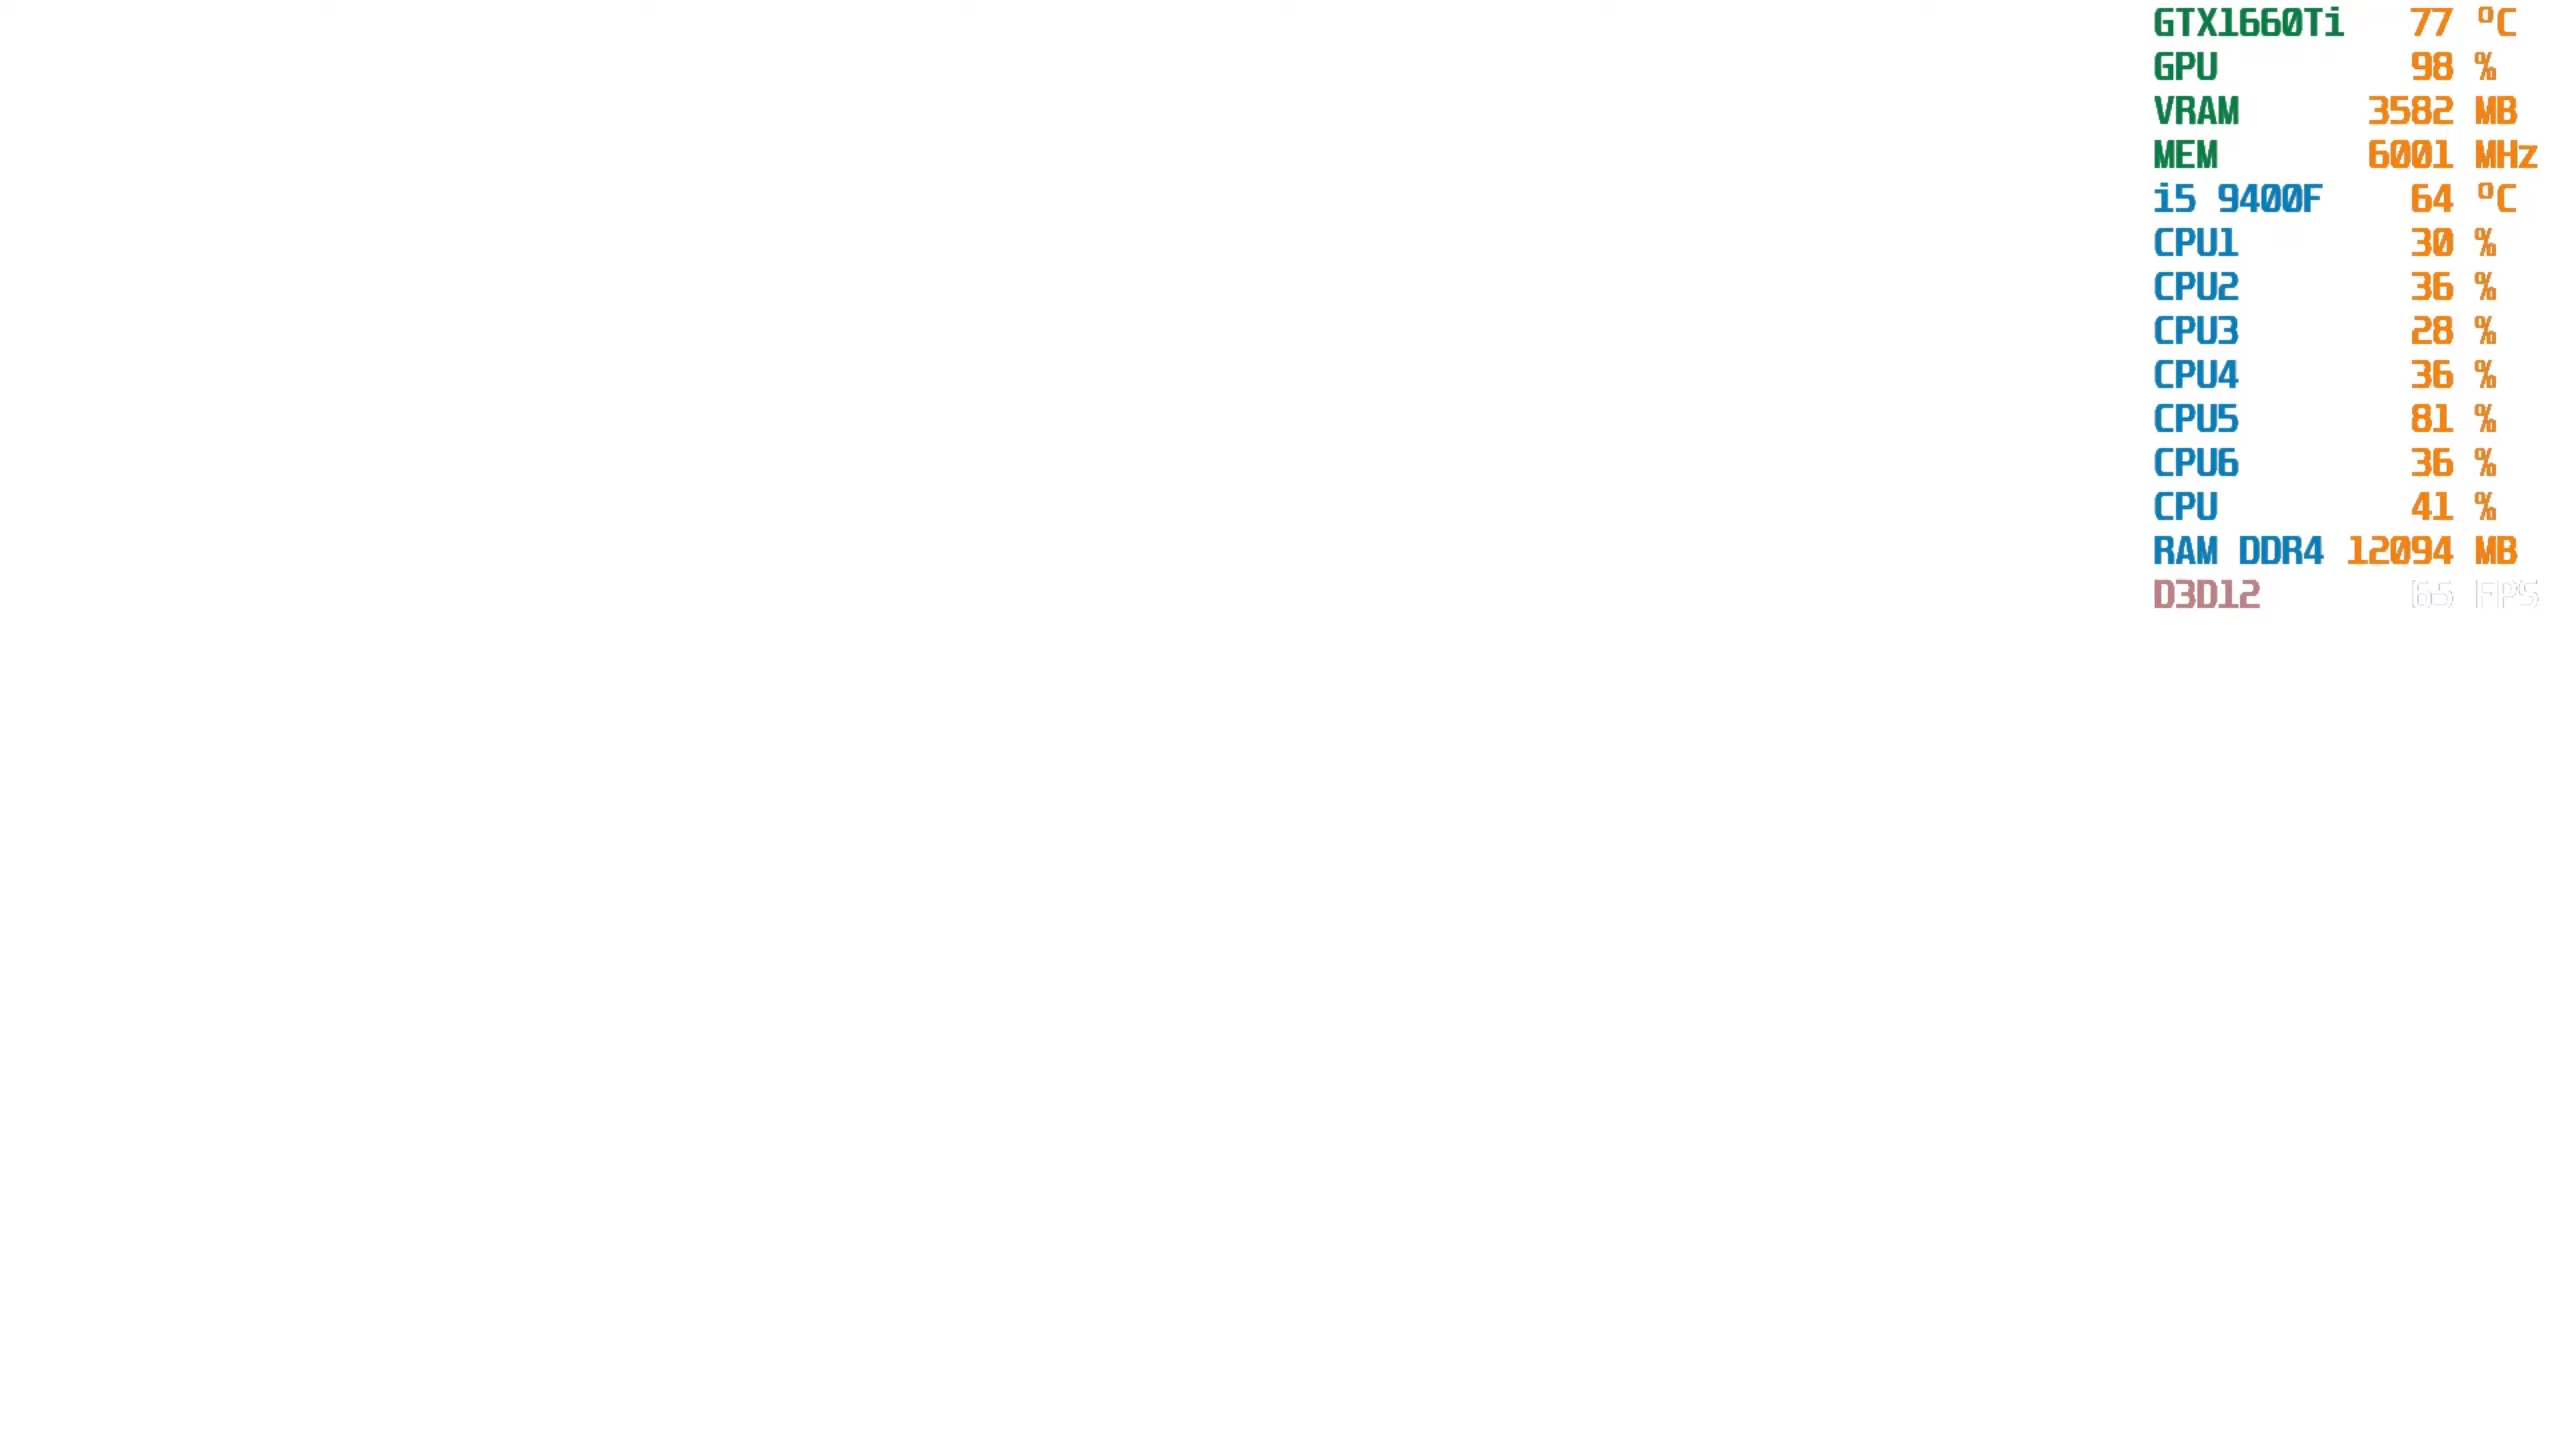 GTX1660Ti 77 °C
GPU 98 %
VRAM 3582 MB
MEM 6001 MHz
i5 9400F 64 °C
CPU1 30 %
CPU2 36 %
CPU3 28 %
CPU4 36 %
CPU5 81 %
CPU6 36 %
CPU 41 %
RAM DDR4 12094 MB
D3D12 65 FPS